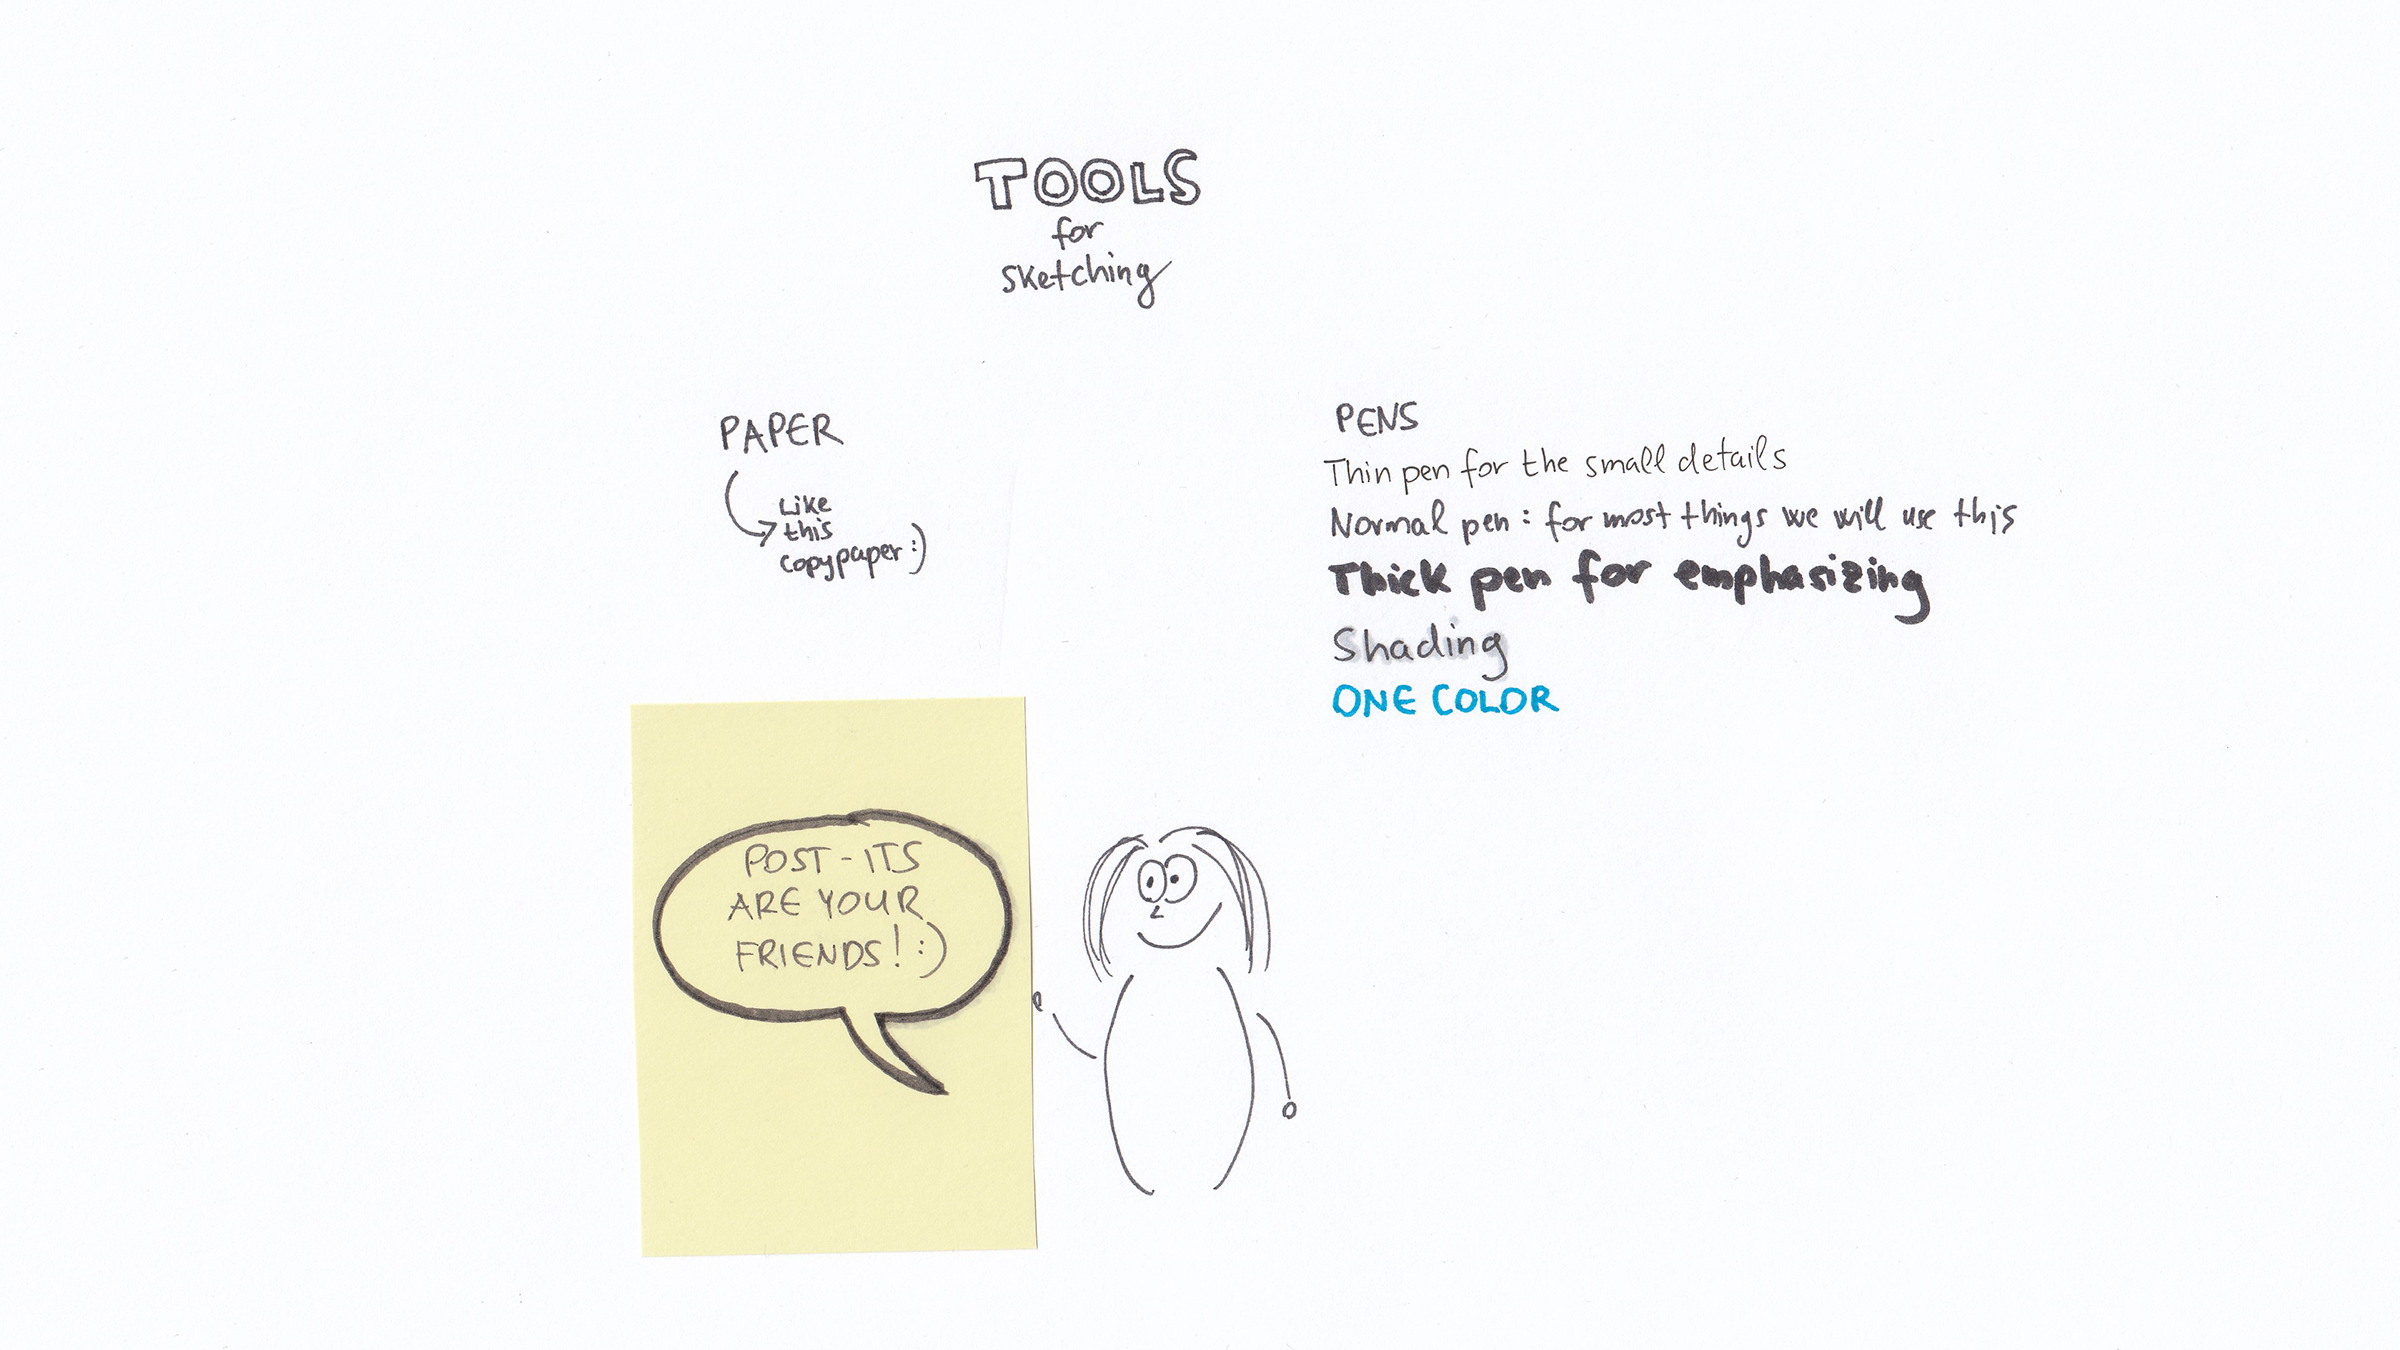 TOOLS
for
sketching
PAPER
Like
this
copypaper :)
PENS
Thin pen for the small details
Normal pen : for most things we will use this
Thick pen for emphasizing
Shading
ONE COLOR
POST-ITS
ARE YOUR
FRIENDS! :)